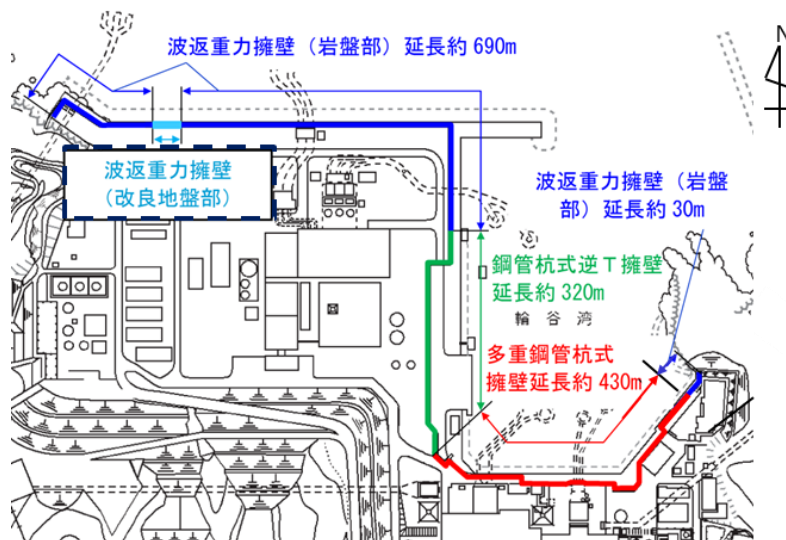 波返重力擁壁（岩盤部）延長約 690m
N
波返重力擁壁
（改良地盤部）
波返重力擁壁（岩盤
部）延長約 30m
鋼管杭式逆Ｔ擁壁
延長約 320m
輪谷湾
多重鋼管杭式
擁壁延長約 430m